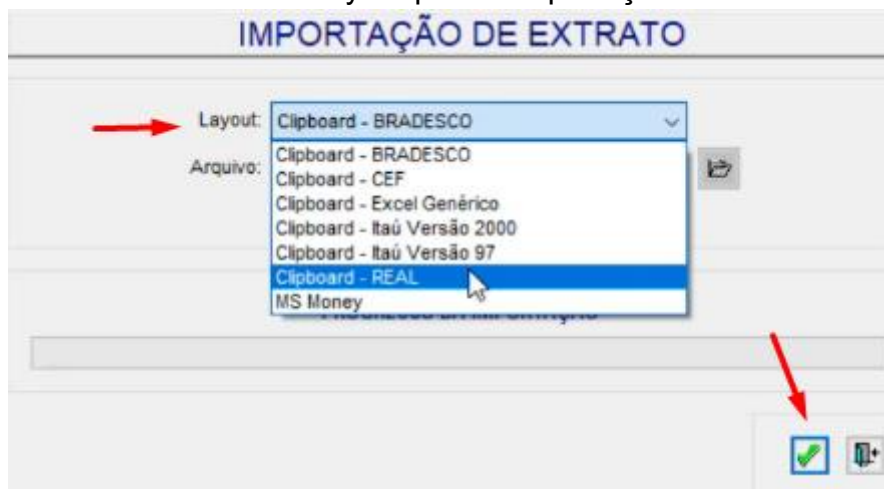 IMPORTAÇÃO DE EXTRATO
Layout: Clipboard - BRADESCO
Arquivo:
Clipboard - BRADESCO
Clipboard - CEF
Clipboard - Excel Genérico
Clipboard - Itaú Versão 2000
Clipboard - Itaú Versão 97
Clipboard - REAL
MS Money